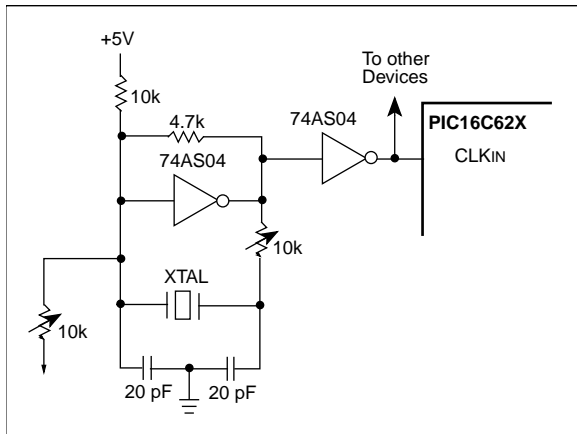 +5V
10k
4.7k
74AS04
74AS04
To other
Devices
PIC16C62X
CLKIN
10k
XTAL
10k
20 pF
20 pF